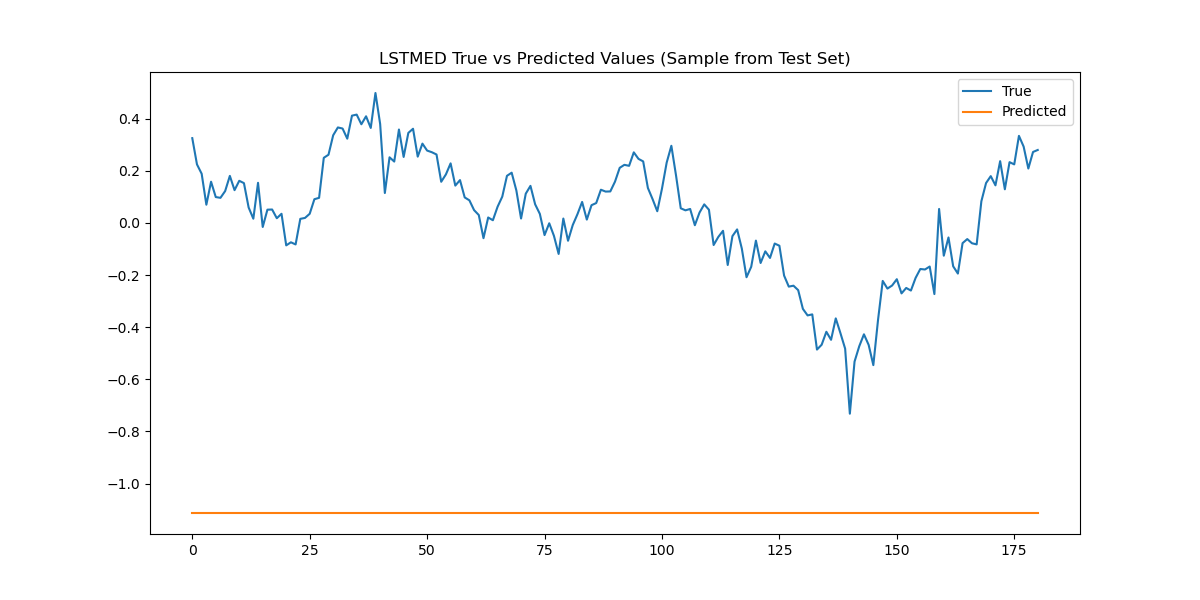 LSTMED True vs Predicted Values (Sample from Test Set)
True
Predicted
0.4
0.2
0.0
−0.2
−0.4
−0.6
−0.8
−1.0
0 25 50 75 100 125 150 175